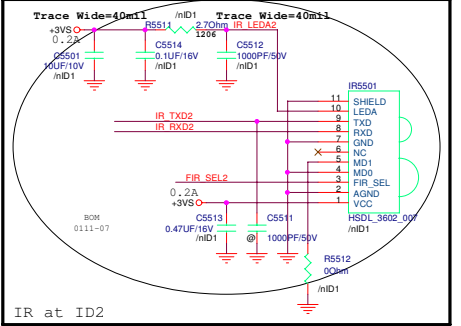 Trace Wide=40mil
/nID1
Trace Wide=40mil
+3VS
R5511
2.7Ohm
IR_LEDA2
0.2A
1206
C5501
10UF/10V
/nID1
C5514
0.1UF/16V
/nID1
C5512
1000PF/50V
/nID1
IR5501
11 SHIELD
10 LEDA
IR_TXD2
9 TXD
IR_RXD2
8 RXD
7 GND
6 NC
5 MD1
4 MD0
FIR_SEL2
3 FIR_SEL
2 AGND
0.2A
+3VS
1 VCC
BOM
0111-07
C5513
0.47UF/16V
/nID1
C5511
@
1000PF/50V
HSDL_3602_007
/nID1
R5512
0Ohm
/nID1
IR at ID2